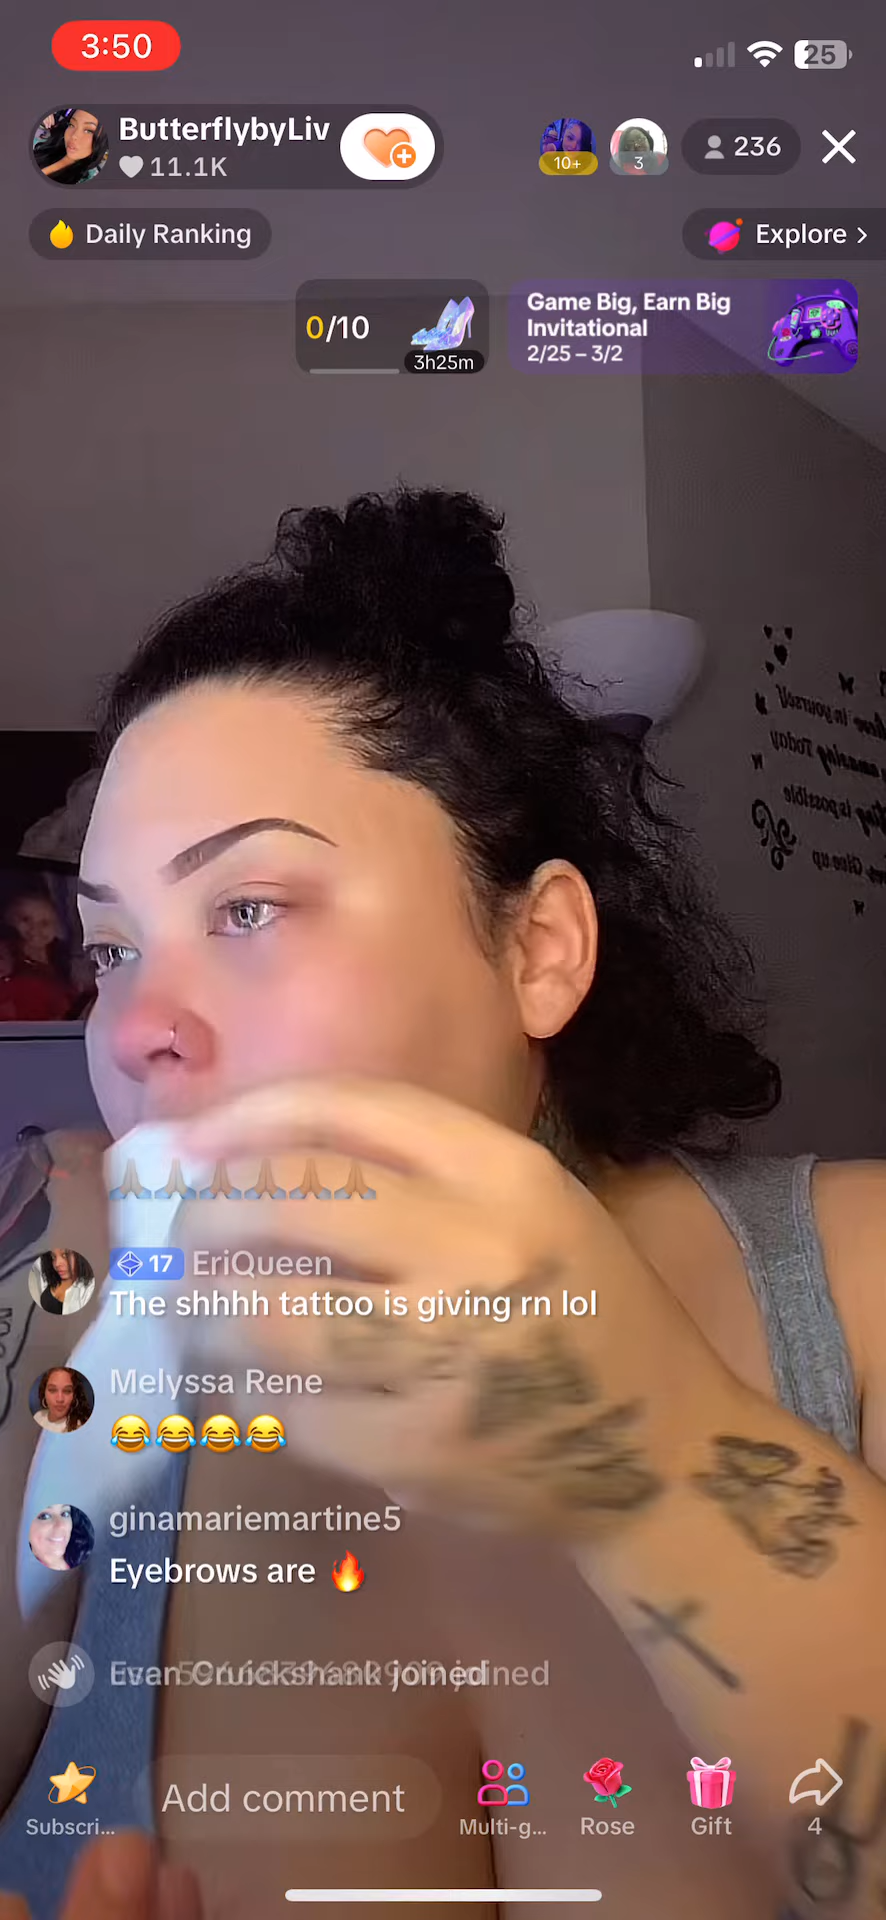 3:50
25
ButterflybyLiv
11.1K
10+
3
236
Daily Ranking
Explore >
0/10
3h25m
Game Big, Earn Big
Invitational
2/25 – 3/2
🙏🏽🙏🏽🙏🏽🙏🏽🙏🏽🙏🏽
17 EriQueen
The shhhh tattoo is giving rn lol
Melyssa Rene
😂😂😂😂
ginamariemartine5
Eyebrows are 🔥
Evan Cruickshank joined
Subscri...
Add comment
Multi-g...
Rose
Gift
4